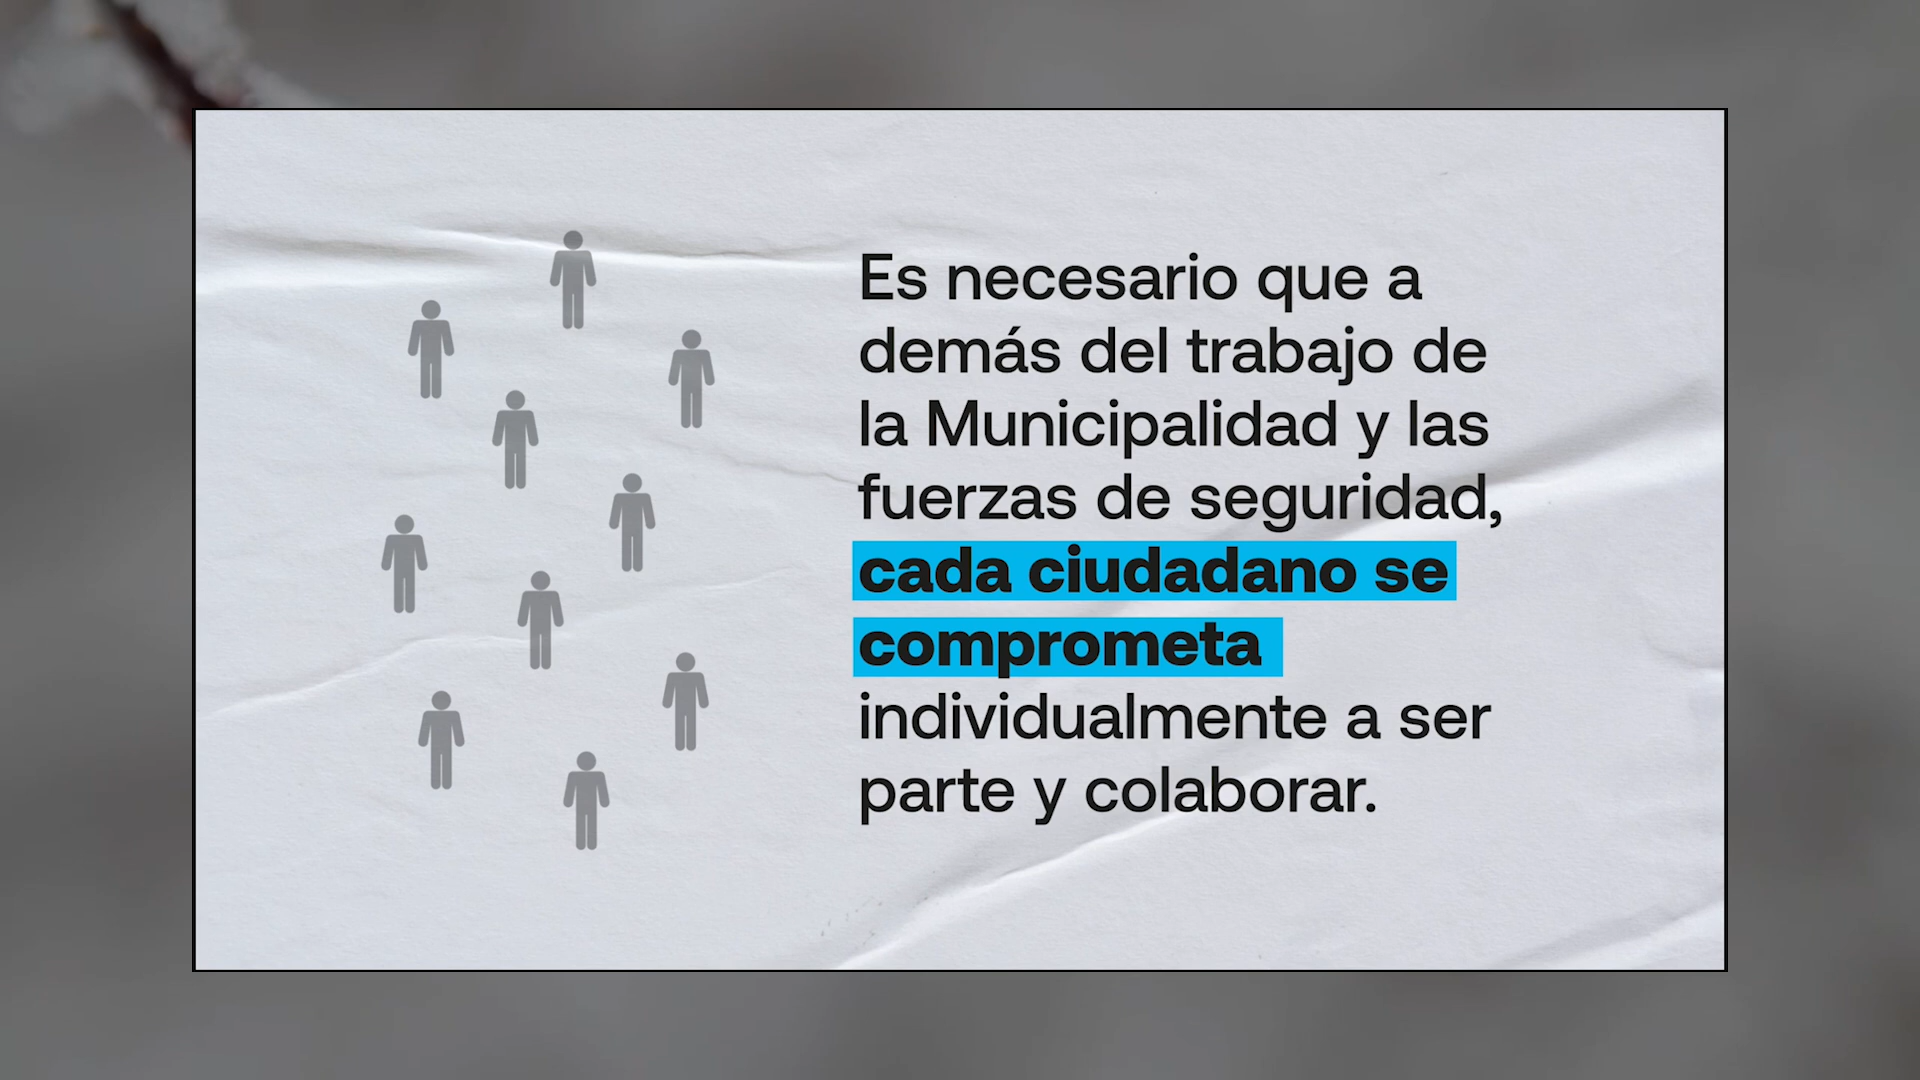 Es necesario que a
demás del trabajo de
la Municipalidad y las
fuerzas de seguridad,
cada ciudadano se
comprometa
individualmente a ser
parte y colaborar.